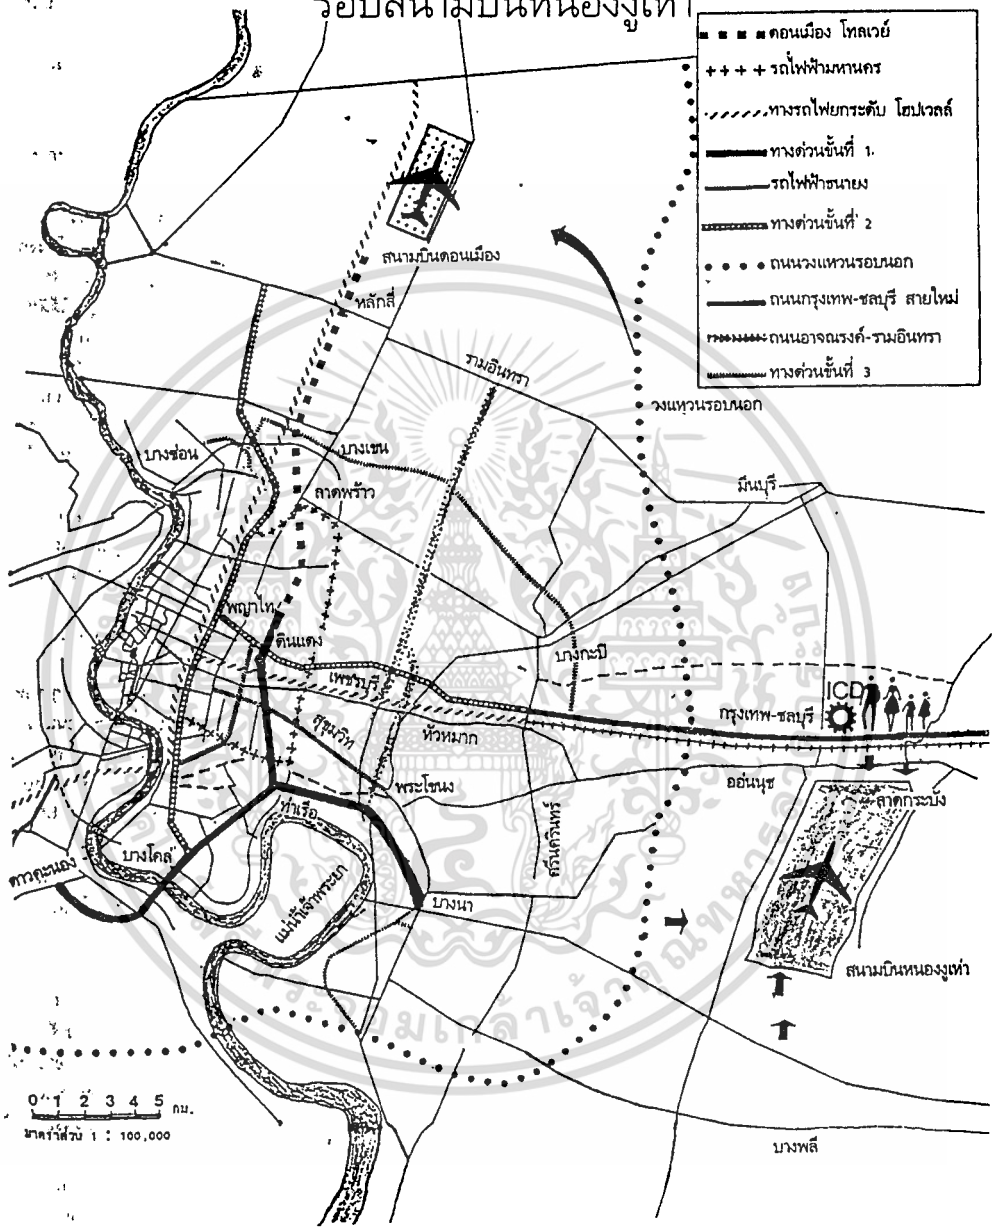 รอบสนามบินหนองงูเห่า
ดอนเมือง โทลเวย์
รถไฟฟ้ามหานคร
ทางรถไฟยกระดับ โฮปเวลล์
ทางด่วนขั้นที่ 1
รถไฟฟ้าธนายง
ทางด่วนขั้นที่ 2
ถนนวงแหวนรอบนอก
ถนนกรุงเทพ-ชลบุรี สายใหม่
ถนนอาจณรงค์-รามอินทรา
ทางด่วนขั้นที่ 3
สนามบินดอนเมือง
หลักสี่
รามอินทรา
วงแหวนรอบนอก
บางซ่อน
บางเขน
ลาดพร้าว
มีนบุรี
พญาไท
ดินแดง
บางกะปิ
เพชรบุรี
ICD
สุขุมวิท
หัวหมาก
กรุงเทพ-ชลบุรี
พระโขนง
อ่อนนุช
ลาดกระบัง
ท่าเรือ
บางโคล่
ดาวคะนอง
ศรีนครินทร์
แม่น้ำเจ้าพระยา
บางนา
สนามบินหนองงูเห่า
0 1 2 3 4 5 กม.
มาตราส่วน 1 : 100,000
บางพลี